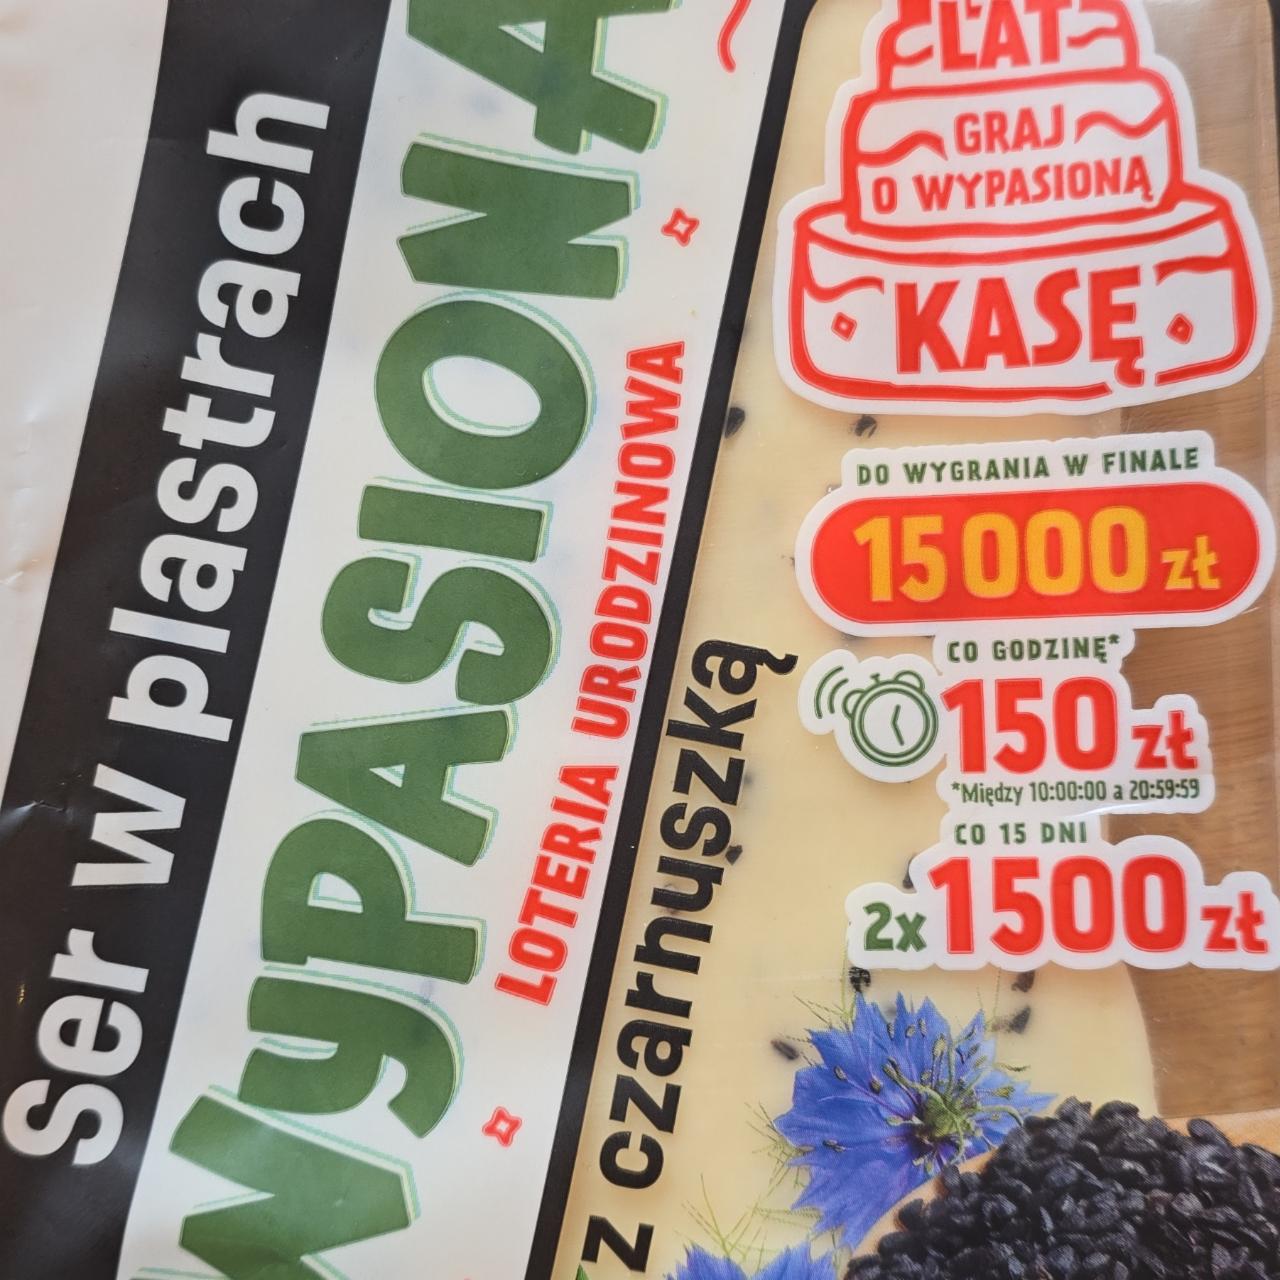 Ser w plastrach
WyPASIONA
LOTERIA URODZINOWA
z czarnuszką
LAT
GRAJ
O WYPASIONĄ
KASĘ
DO WYGRANIA W FINALE
15 000 zł
CO GODZINĘ*
150 zł
*Między 10:00:00 a 20:59:59
CO 15 DNI
2x 1500 zł